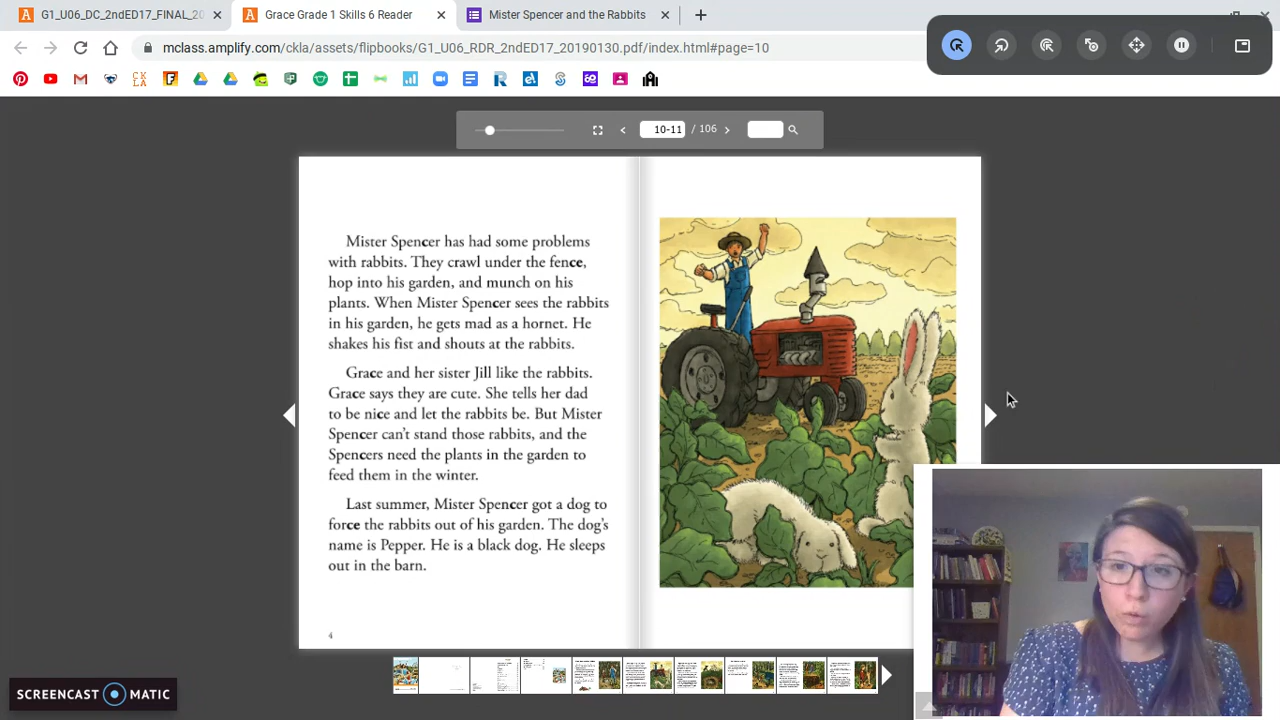 G1_U06_DC_2ndED17_FINAL_20
Grace Grade 1 Skills 6 Reader
Mister Spencer and the Rabbits
mclass.amplify.com/ckla/assets/flipbooks/G1_U06_RDR_2ndED17_20190130.pdf/index.html#page=10
10-11 / 106
Mister Spencer has had some problems
with rabbits. They crawl under the fence,
hop into his garden, and munch on his
plants. When Mister Spencer sees the rabbits
in his garden, he gets mad as a hornet. He
shakes his fist and shouts at the rabbits.
Grace and her sister Jill like the rabbits.
Grace says they are cute. She tells her dad
to be nice and let the rabbits be. But Mister
Spencer can't stand those rabbits, and the
Spencers need the plants in the garden to
feed them in the winter.
Last summer, Mister Spencer got a dog to
force the rabbits out of his garden. The dog's
name is Pepper. He is a black dog. He sleeps
out in the barn.
4
SCREENCAST MATIC